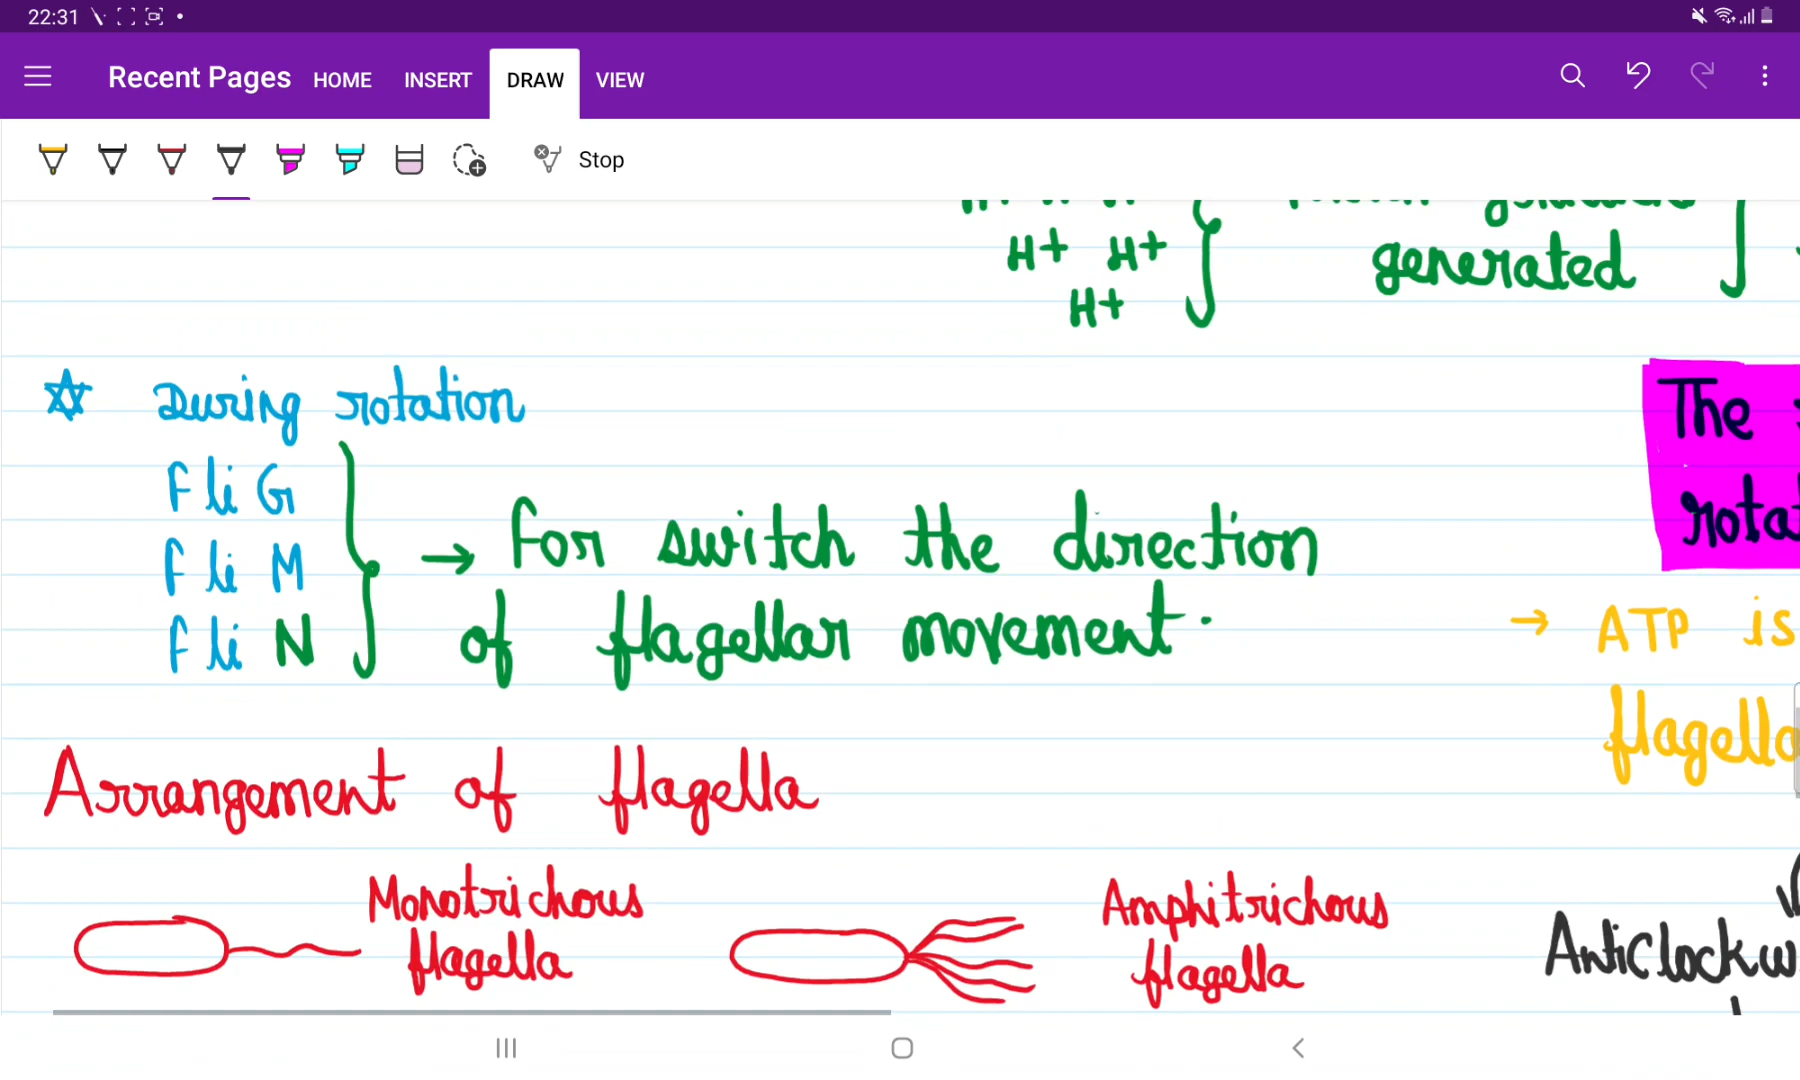 22:31
Recent Pages HOME INSERT DRAW VIEW
Stop
H+ H+
generated
H+
During rotation
The
Fli G
rota
→ for switch the direction
Fli M
→ ATP is
Fli N
of flagellar movement.
flagella
Arrangement of flagella
Monotrichous
flagella
Amphitrichous
flagella
Anticlockw